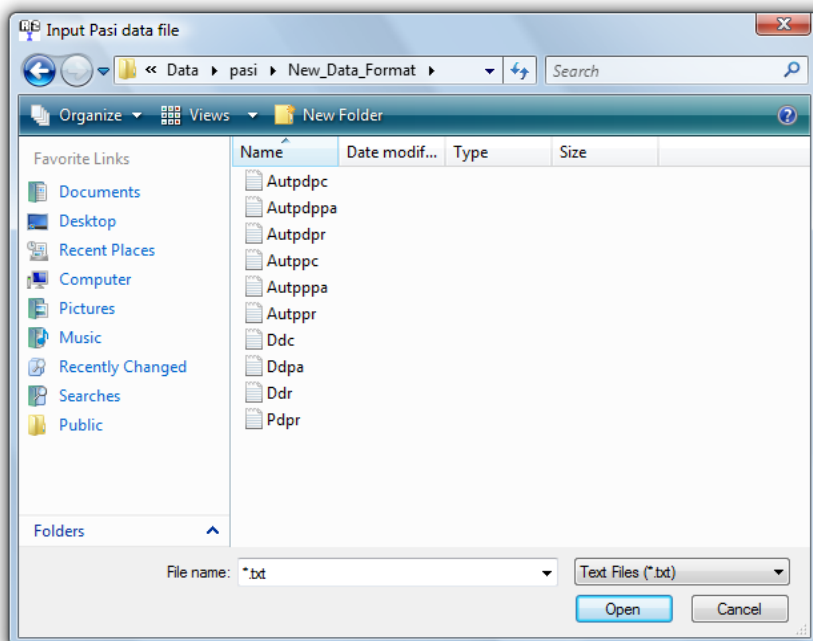 Input Pasi data file
« Data pasi New_Data_Format Search
Organize Views New Folder
Favorite Links
Documents
Desktop
Recent Places
Computer
Pictures
Music
Recently Changed
Searches
Public
Folders
Name Date modif... Type Size
Autpdpc
Autpdppa
Autpdpr
Autppc
Autpppa
Autppr
Ddc
Ddpa
Ddr
Pdpr
File name: *.txt Text Files (*.txt)
Open Cancel